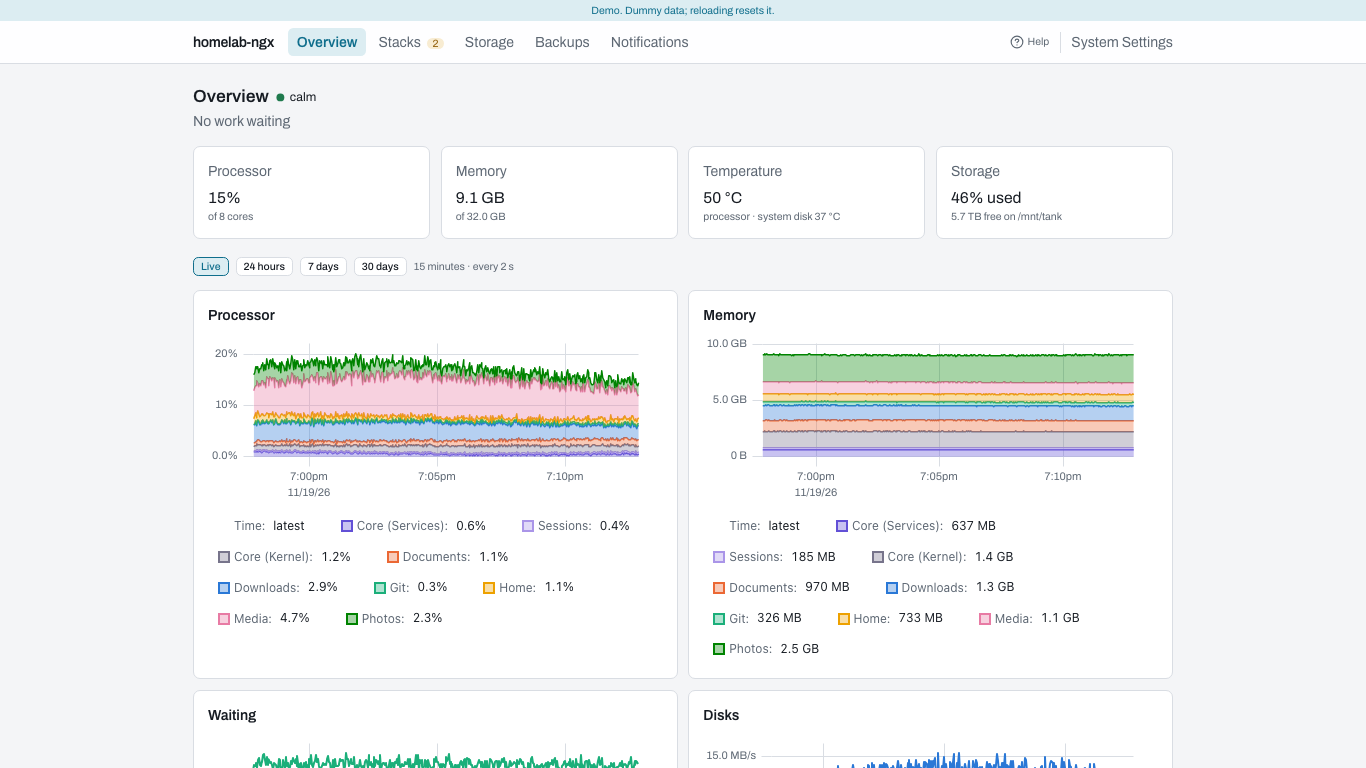 Demo. Dummy data; reloading resets it.
homelab-ngx Overview Stacks 2 Storage Backups Notifications Help System Settings
Overview calm
No work waiting
Processor Memory Temperature Storage
15% 9.1 GB 50 °C 46% used
of 8 cores of 32.0 GB processor · system disk 37 °C 5.7 TB free on /mnt/tank
Live 24 hours 7 days 30 days 15 minutes · every 2 s
Processor
20%
10%
0.0%
7:00pm 7:05pm 7:10pm
11/19/26
Time: latest Core (Services): 0.6% Sessions: 0.4%
Core (Kernel): 1.2% Documents: 1.1%
Downloads: 2.9% Git: 0.3% Home: 1.1%
Media: 4.7% Photos: 2.3%
Memory
10.0 GB
5.0 GB
0 B
7:00pm 7:05pm 7:10pm
11/19/26
Time: latest Core (Services): 637 MB
Sessions: 185 MB Core (Kernel): 1.4 GB
Documents: 970 MB Downloads: 1.3 GB
Git: 326 MB Home: 733 MB Media: 1.1 GB
Photos: 2.5 GB
Waiting
Disks
15.0 MB/s